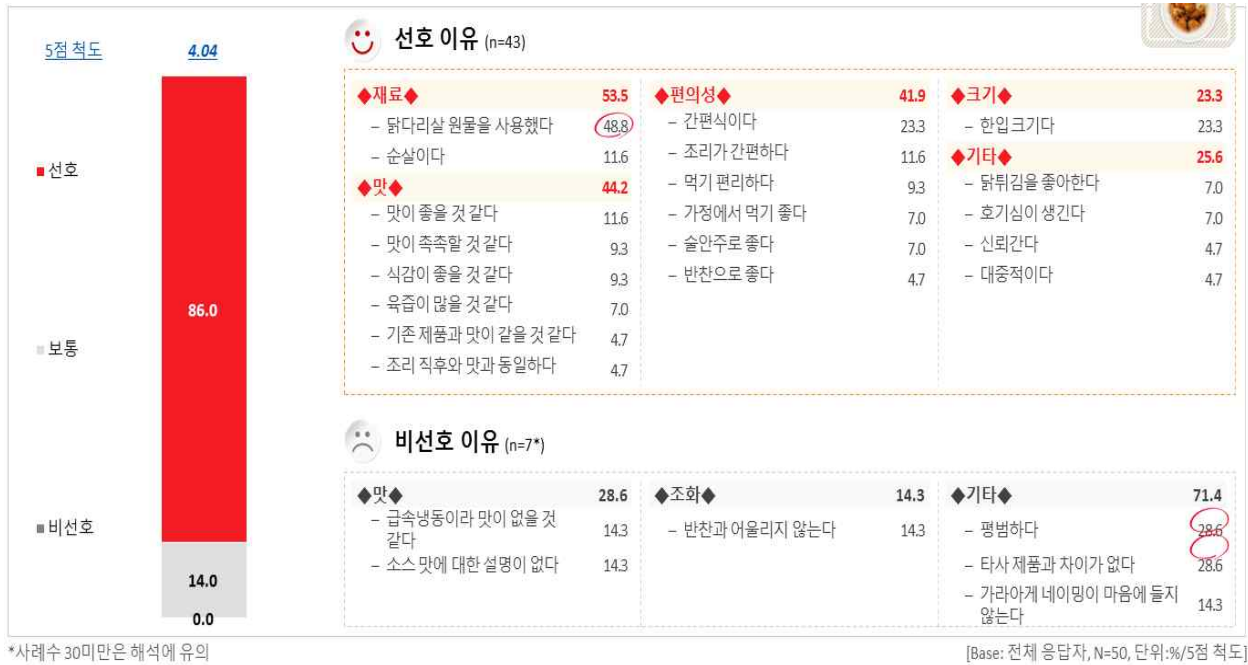 5점 척도
4.04
선호
보통
비선호
86.0
14.0
0.0
선호 이유 (n=43)
◆재료◆ 53.5
– 닭다리살 원물을 사용했다 48.8
– 순살이다 11.6
◆맛◆ 44.2
– 맛이 좋을 것 같다 11.6
– 맛이 촉촉할 것 같다 9.3
– 식감이 좋을 것 같다 9.3
– 육즙이 많을 것 같다 7.0
– 기존 제품과 맛이 같을 것 같다 4.7
– 조리 직후와 맛과 동일하다 4.7
◆편의성◆ 41.9
– 간편식이다 23.3
– 조리가 간편하다 11.6
– 먹기 편리하다 9.3
– 가정에서 먹기 좋다 7.0
– 술안주로 좋다 7.0
– 반찬으로 좋다 4.7
◆크기◆ 23.3
– 한입 크기다 23.3
◆기타◆ 25.6
– 닭튀김을 좋아한다 7.0
– 호기심이 생긴다 7.0
– 신뢰간다 4.7
– 대중적이다 4.7
비선호 이유 (n=7*)
◆맛◆ 28.6
– 급속냉동이라 맛이 없을 것
같다 14.3
– 소스 맛에 대한 설명이 없다 14.3
◆조화◆ 14.3
– 반찬과 어울리지 않는다 14.3
◆기타◆ 71.4
– 평범하다 28.6
– 타사 제품과 차이가 없다 28.6
– 가라아게 네이밍이 마음에 들지
않는다 14.3
*사례수 30미만은 해석에 유의
[Base: 전체 응답자, N=50, 단위:%/5점 척도]